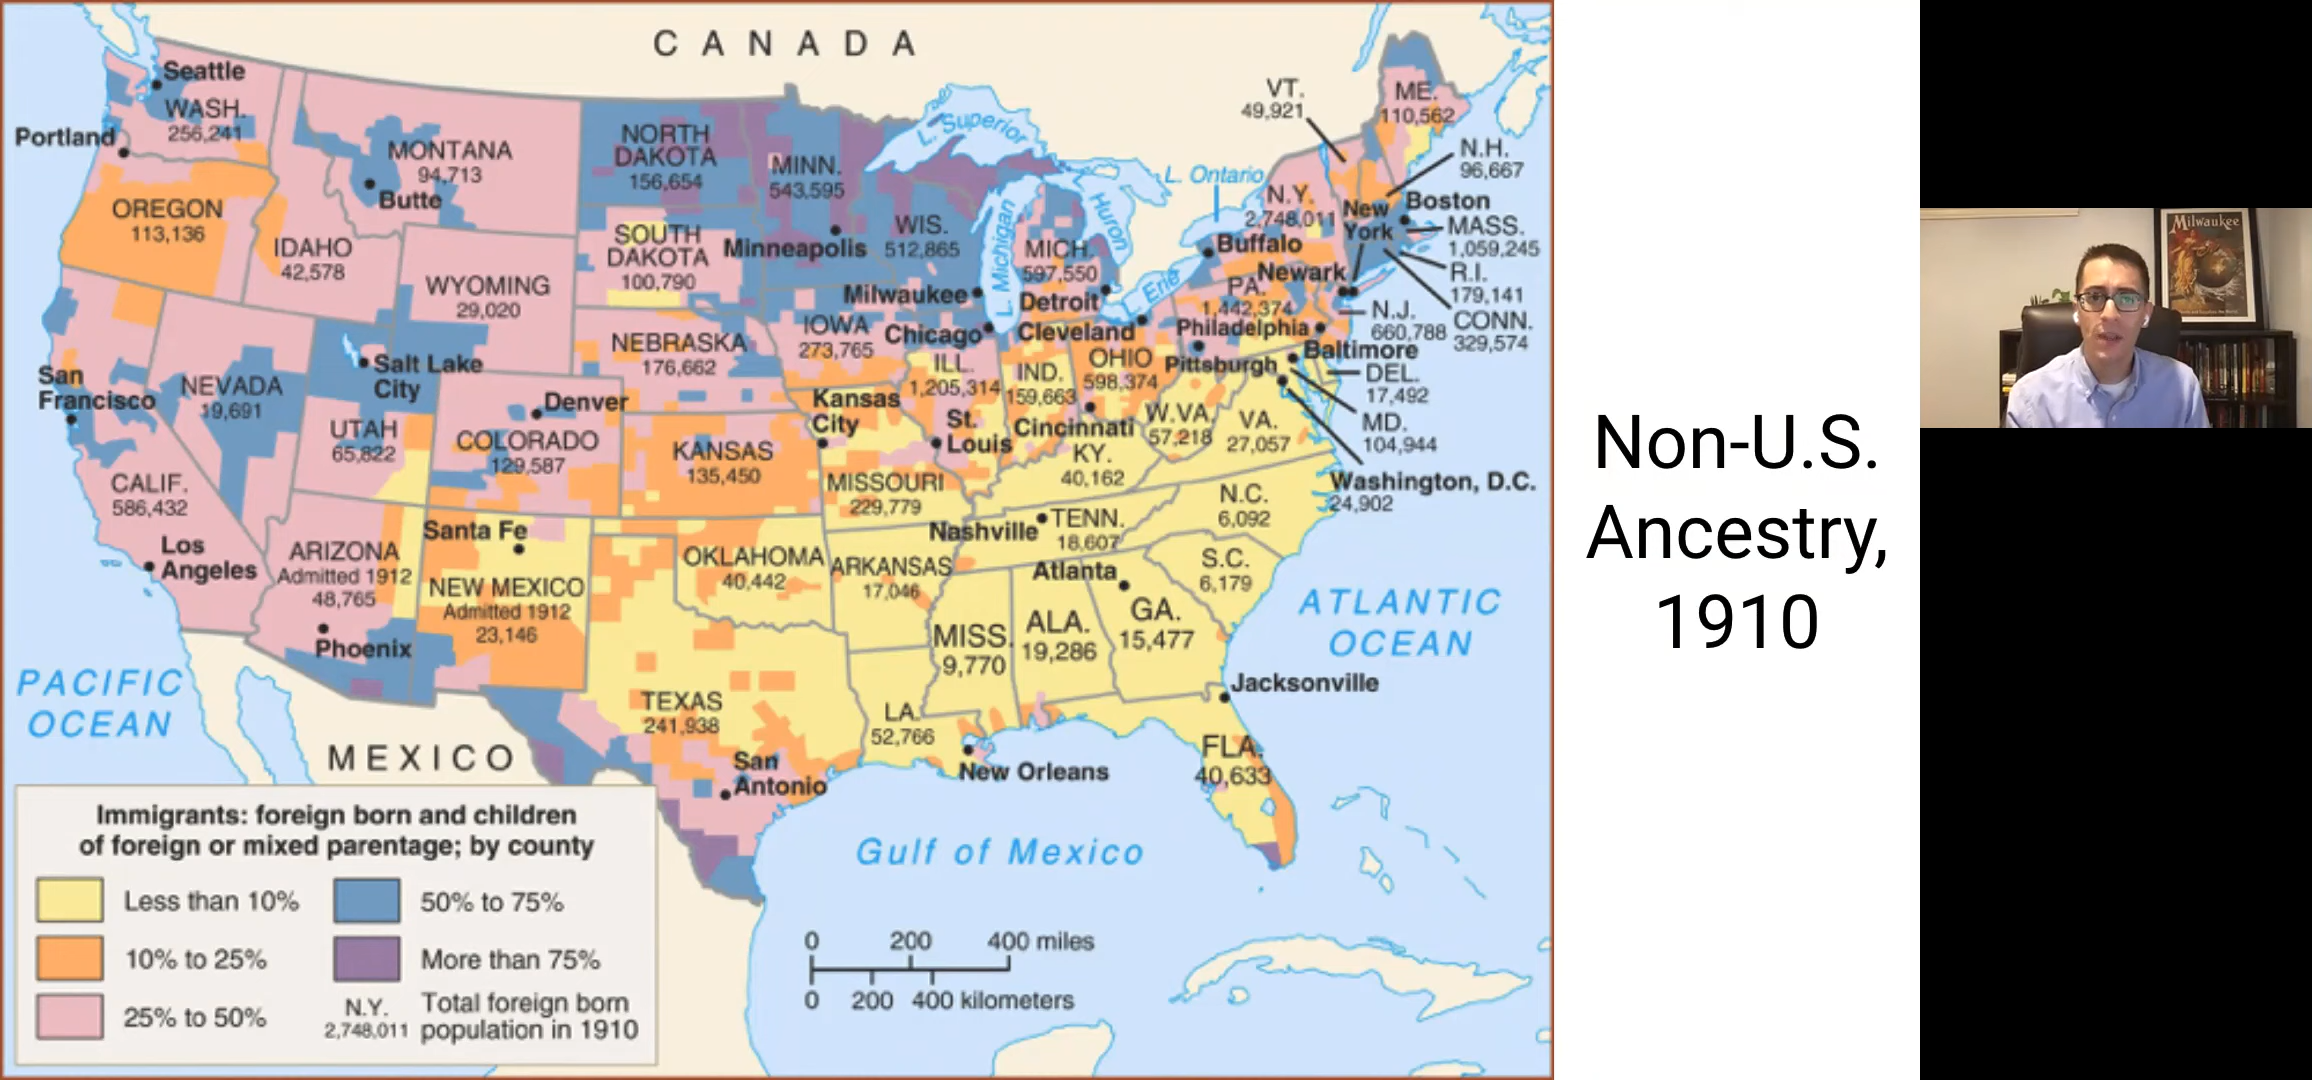 CANADA
Seattle
WASH.
256,241
Portland
OREGON
113,136
IDAHO
42,578
MONTANA
94,713
Butte
WYOMING
29,020
NORTH
DAKOTA
156,654
SOUTH
DAKOTA
100,790
MINN.
543,595
Minneapolis
WIS.
512,865
L. Superior
L. Michigan
Huron
L. Ontario
L. Erie
MICH.
597,550
Milwaukee
Detroit
Chicago
Cleveland
IOWA
273,765
NEBRASKA
176,662
San
Francisco
NEVADA
19,691
Salt Lake
City
UTAH
65,822
Denver
COLORADO
129,587
KANSAS
135,450
Kansas
City
ILL.
1,205,314
IND.
159,663
OHIO
598,374
St.
Louis
Cincinnati
MISSOURI
229,779
KY.
40,162
W.VA.
57,218
VA.
27,057
VT.
49,921
ME.
110,562
N.H.
96,667
N.Y.
2,748,011
New
York
Boston
MASS.
1,059,245
Buffalo
R.I.
179,141
Newark
PA.
1,442,374
N.J.
660,788
CONN.
329,574
Philadelphia
Pittsburgh
Baltimore
DEL.
17,492
MD.
104,944
Washington, D.C.
24,902
CALIF.
586,432
Los
Angeles
ARIZONA
Admitted 1912
48,765
Phoenix
Santa Fe
NEW MEXICO
Admitted 1912
23,146
OKLAHOMA
40,442
ARKANSAS
17,046
Nashville
TENN.
18,607
N.C.
6,092
S.C.
6,179
Atlanta
GA.
15,477
ALA.
19,286
MISS.
9,770
TEXAS
241,938
San
Antonio
LA.
52,766
New Orleans
Jacksonville
FLA.
40,633
PACIFIC
OCEAN
ATLANTIC
OCEAN
MEXICO
Gulf of Mexico
Immigrants: foreign born and children
of foreign or mixed parentage; by county
Less than 10%
10% to 25%
25% to 50%
50% to 75%
More than 75%
N.Y.
2,748,011
Total foreign born
population in 1910
0 200 400 miles
0 200 400 kilometers
Non-U.S.
Ancestry,
1910
Milwaukee